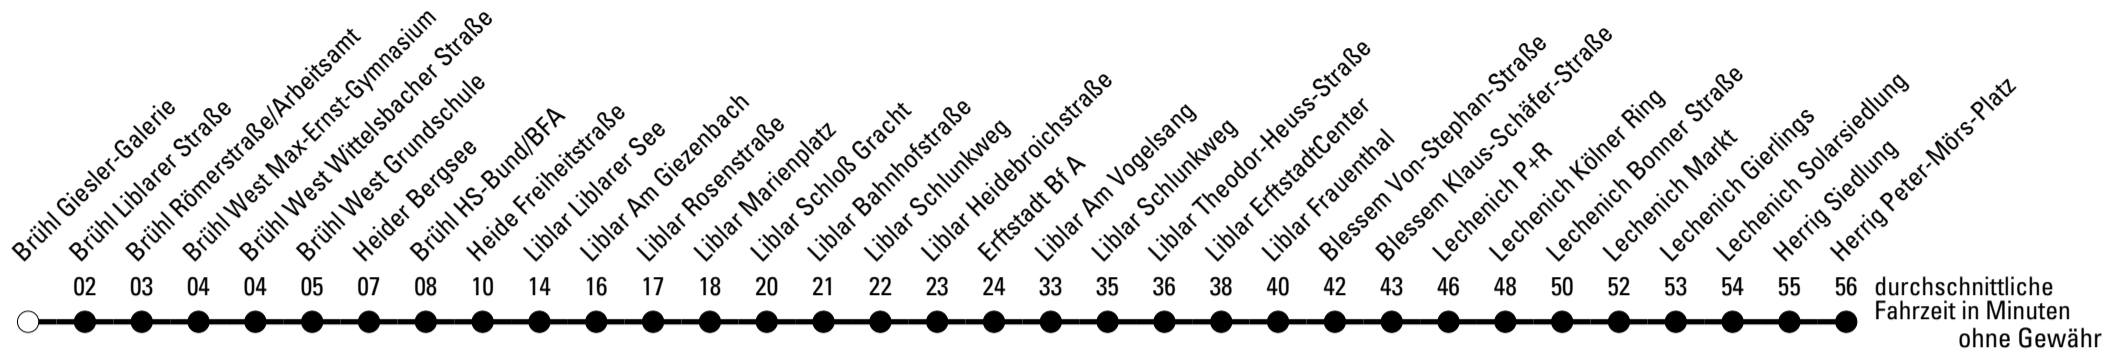 Brühl Giesler-Galerie
Brühl Liblarer Straße
Brühl Römerstraße/Arbeitsamt
Brühl West Max-Ernst-Gymnasium
Brühl West Wittelsbacher Straße
Brühl West Grundschule
Heider Bergsee
Brühl HS-Bund/BFA
Heide Freiheitstraße
Liblar Liblarer See
Liblar Am Giezenbach
Liblar Rosenstraße
Liblar Marienplatz
Liblar Schloß Gracht
Liblar Bahnhofstraße
Liblar Schlunkweg
Liblar Heidebroichstraße
Erftstadt Bf A
Liblar Am Vogelsang
Liblar Schlunkweg
Liblar Theodor-Heuss-Straße
Liblar ErftstadtCenter
Liblar Frauenthal
Blessem Von-Stephan-Straße
Blessem Klaus-Schäfer-Straße
Lechenich P+R
Lechenich Kölner Ring
Lechenich Bonner Straße
Lechenich Markt
Lechenich Gierlings
Lechenich Solarsiedlung
Herrig Siedlung
Herrig Peter-Mörs-Platz
02 03 04 04 05 07 08 10 14 16 17 18 20 21 22 23 24 33 35 36 38 40 42 43 46 48 50 52 53 54 55 56 durchschnittliche
Fahrzeit in Minuten
ohne Gewähr